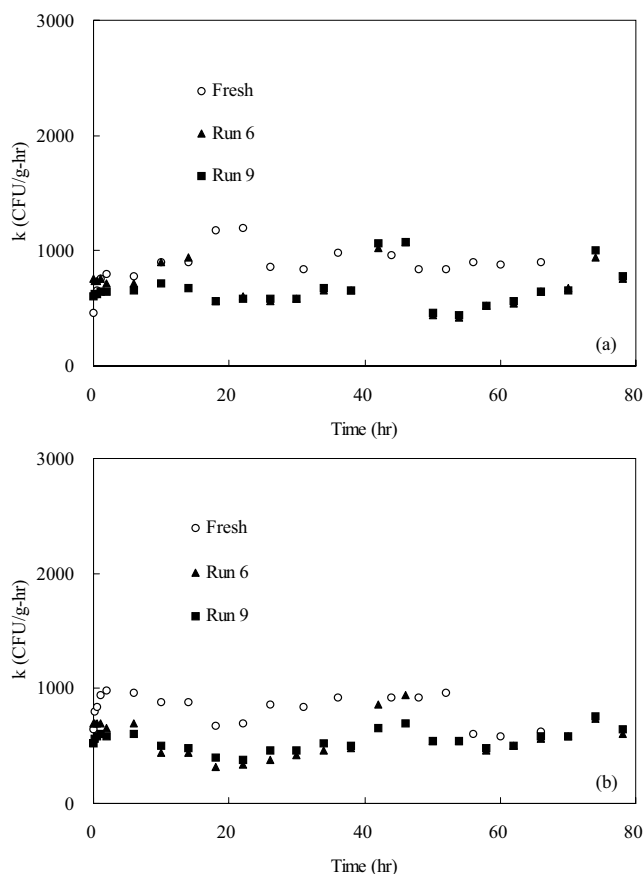 3000
2000
1000
0
k (CFU/g-hr)
Fresh
Run 6
Run 9
(a)
0 20 40 60 80
Time (hr)
3000
2000
1000
0
k (CFU/g-hr)
Fresh
Run 6
Run 9
(b)
0 20 40 60 80
Time (hr)